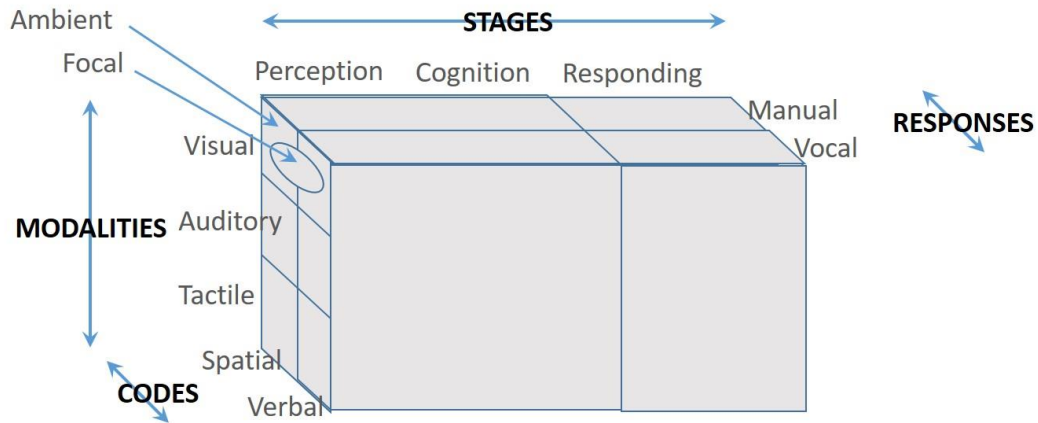 Ambient
STAGES
Focal
Perception Cognition Responding
Manual
RESPONSES
Visual
Vocal
Auditory
MODALITIES
Tactile
Spatial
CODES
Verbal